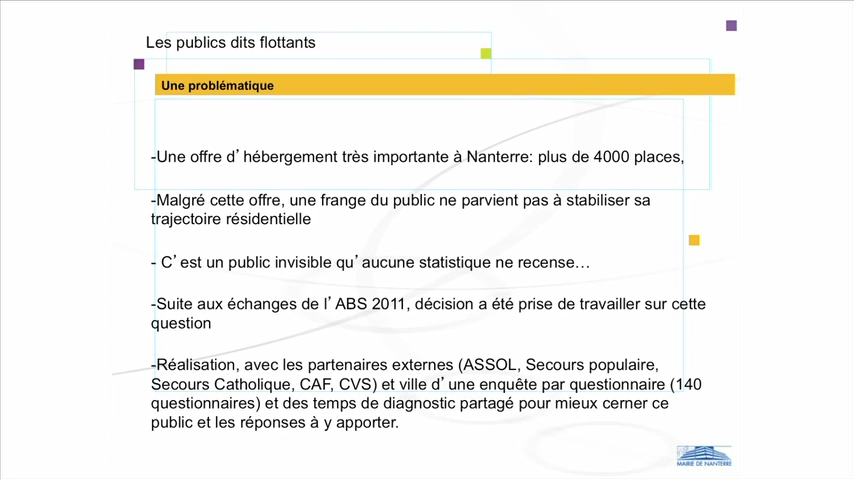 Les publics dits flottants
Une problématique
-Une offre d’hébergement très importante à Nanterre: plus de 4000 places,
-Malgré cette offre, une frange du public ne parvient pas à stabiliser sa
trajectoire résidentielle
- C’est un public invisible qu’aucune statistique ne recense…
-Suite aux échanges de l’ABS 2011, décision a été prise de travailler sur cette
question
-Réalisation, avec les partenaires externes (ASSOL, Secours populaire,
Secours Catholique, CAF, CVS) et ville d’une enquête par questionnaire (140
questionnaires) et des temps de diagnostic partagé pour mieux cerner ce
public et les réponses à y apporter.
MAIRIE DE NANTERRE